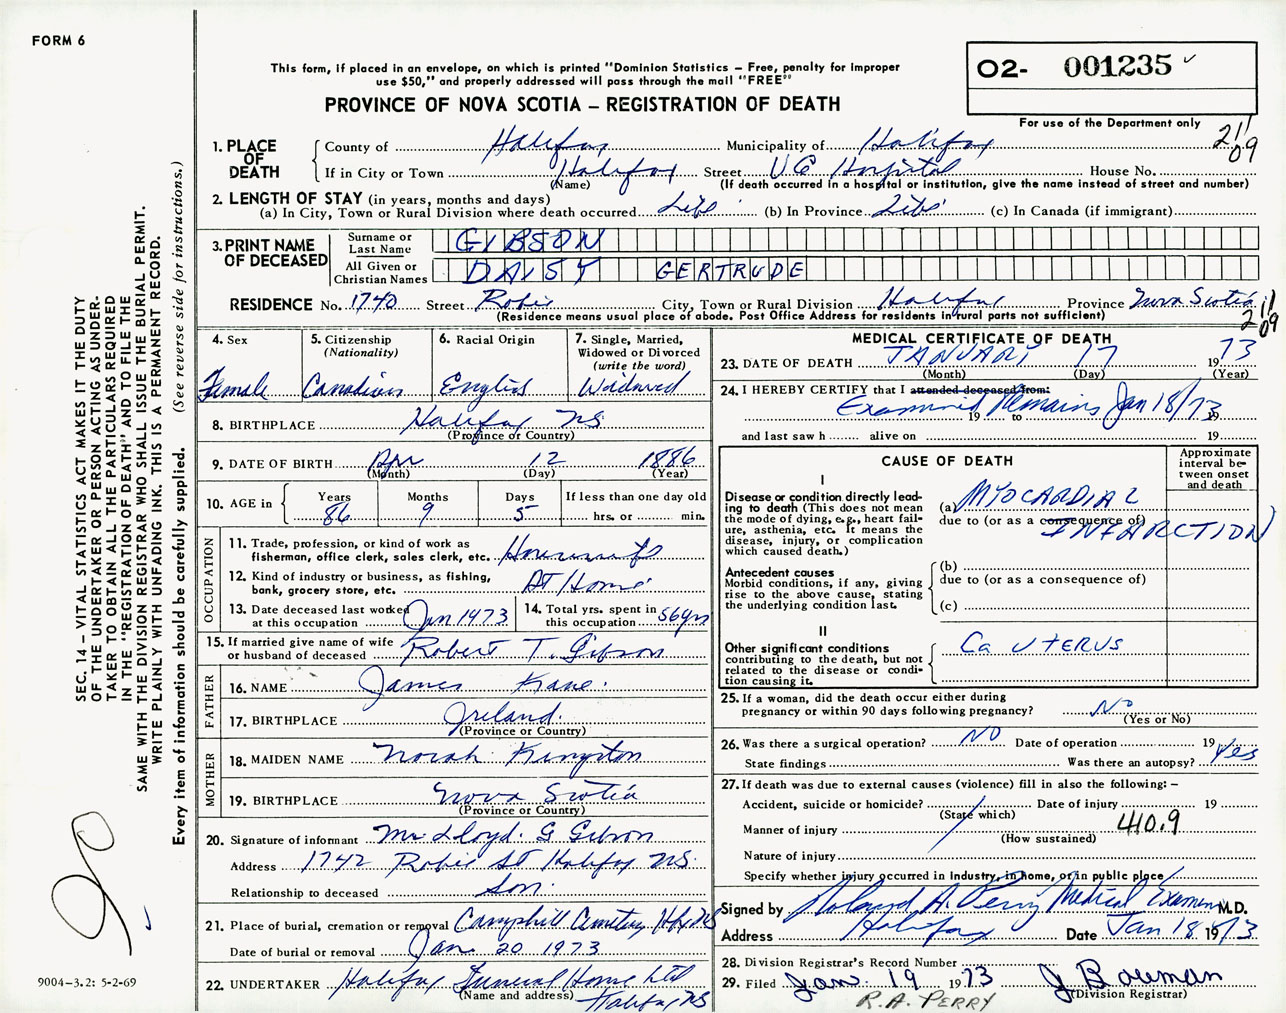 FORM 6
This form, if placed in an envelope, on which is printed "Dominion Statistics – Free, penalty for improper
use $50," and properly addressed will pass through the mail "FREE"
PROVINCE OF NOVA SCOTIA – REGISTRATION OF DEATH
02- 001235 ✓
For use of the Department only
211
09
1. PLACE OF DEATH
County of Halifax Municipality of Halifax
If in City or Town Halifax Street VG Hospital House No.
(Name) (If death occurred in a hospital or institution, give the name instead of street and number)
2. LENGTH OF STAY (in years, months and days)
(a) In City, Town or Rural Division where death occurred Life (b) In Province Life (c) In Canada (if immigrant)
3. PRINT NAME OF DECEASED
Surname or Last Name GIBSON
All Given or Christian Names DAISY GERTRUDE
RESIDENCE No. 1742 Street Robie City, Town or Rural Division Halifax Province Nova Scotia
(Residence means usual place of abode. Post Office Address for residents in rural parts not sufficient)
211
09
4. Sex
Female
5. Citizenship
(Nationality)
Canadian
6. Racial Origin
English
7. Single, Married,
Widowed or Divorced
(write the word)
Widowed
8. BIRTHPLACE Halifax NS
(Province or Country)
9. DATE OF BIRTH Apr 12 1886
(Month) (Day) (Year)
10. AGE in
Years Months Days If less than one day old
86 9 5 hrs. or min.
OCCUPATION
11. Trade, profession, or kind of work as
fisherman, office clerk, sales clerk, etc. Housewife
12. Kind of industry or business, as fishing,
bank, grocery store, etc. At Home
13. Date deceased last worked
at this occupation Jan 1973
14. Total yrs. spent in
this occupation 56yrs
15. If married give name of wife
or husband of deceased Robert T. Gibson
FATHER
16. NAME James Kane.
17. BIRTHPLACE Ireland.
(Province or Country)
MOTHER
18. MAIDEN NAME Norah Kingston
19. BIRTHPLACE Nova Scotia
(Province or Country)
20. Signature of informant Mr Lloyd. G Gibson
Address 1742 Robie St Halifax NS.
Relationship to deceased Son.
21. Place of burial, cremation or removal Camphill Cemetery Hfx NS
Date of burial or removal Jan 20 1973
22. UNDERTAKER Halifax Funeral Home Ltd
(Name and address) Halifax NS
MEDICAL CERTIFICATE OF DEATH
23. DATE OF DEATH JANUARY 17 1973
(Month) (Day) (Year)
24. I HEREBY CERTIFY that I attended deceased from:
Examined Remains Jan 18/73
19 to 19
and last saw h alive on 19
CAUSE OF DEATH
Approximate interval between onset and death
I
Disease or condition directly lead-
ing to death (This does not mean
the mode of dying, e.g., heart fail-
ure, asthenia, etc. It means the
disease, injury, or complication
which caused death.)
(a) MYOCARDIAL
due to (or as a consequence of)
INFARCTION
Antecedent causes
Morbid conditions, if any, giving
rise to the above cause, stating
the underlying condition last.
(b)
due to (or as a consequence of)
(c)
II
Other significant conditions
contributing to the death, but not
related to the disease or condi-
tion causing it.
Ca UTERUS
25. If a woman, did the death occur either during
pregnancy or within 90 days following pregnancy? No
(Yes or No)
26. Was there a surgical operation? NO Date of operation 19
State findings Was there an autopsy? Yes
27. If death was due to external causes (violence) fill in also the following: –
Accident, suicide or homicide? Date of injury 19
(State which)
Manner of injury 410.9
(How sustained)
Nature of injury
Specify whether injury occurred in industry, in home, or in public place
Signed by Roland A. Perry Medical Examiner M.D.
Address Halifax Date Jan 18 1973
28. Division Registrar's Record Number
29. Filed Jan. 19 1973 J Bowman
R.A. PERRY (Division Registrar)
SEC. 14 – VITAL STATISTICS ACT MAKES IT THE DUTY
OF THE UNDERTAKER OR PERSON ACTING AS UNDER-
TAKER TO OBTAIN ALL THE PARTICULARS REQUIRED
IN THE "REGISTRATION OF DEATH" AND TO FILE THE
SAME WITH THE DIVISION REGISTRAR WHO SHALL ISSUE THE BURIAL PERMIT.
WRITE PLAINLY WITH UNFADING INK. THIS IS A PERMANENT RECORD.
Every item of information should be carefully supplied. (See reverse side for instructions.)
9004-3.2: 5-2-69